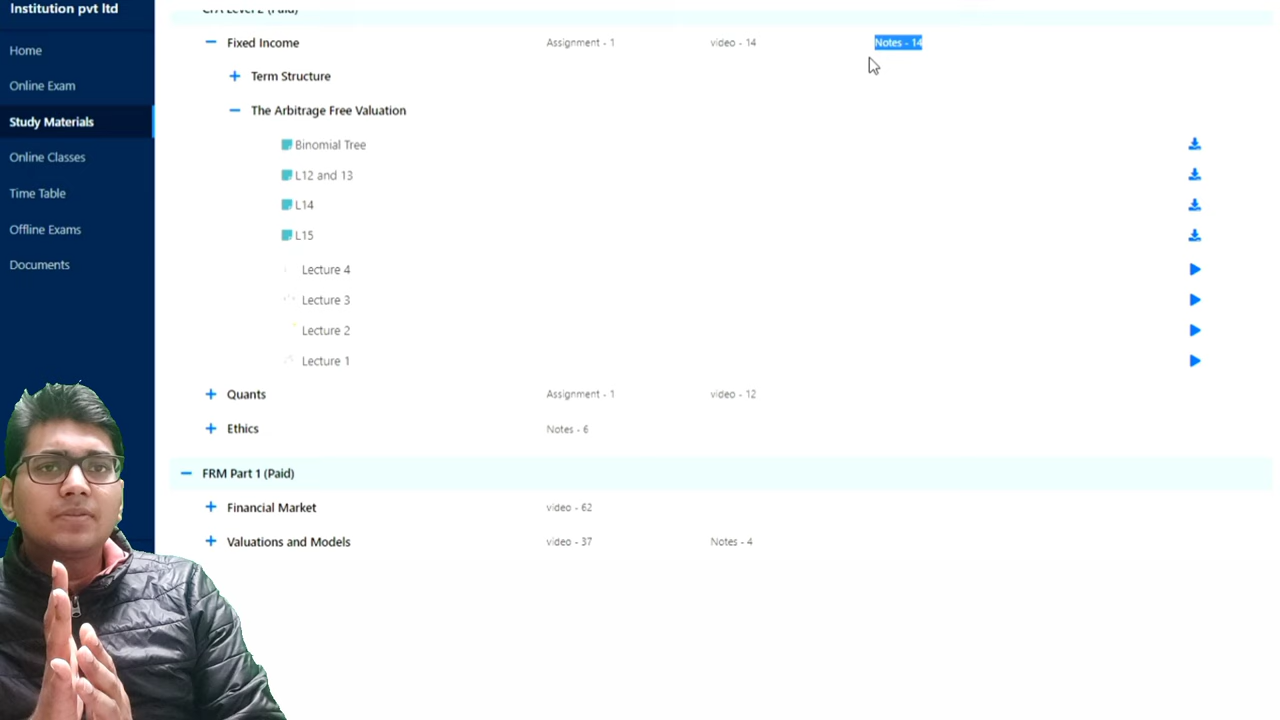 Institution pvt ltd
Home
Online Exam
Study Materials
Online Classes
Time Table
Offline Exams
Documents
CFA Level 2 (Paid)
Fixed Income Assignment - 1 video - 14 Notes - 14
Term Structure
The Arbitrage Free Valuation
Binomial Tree
L12 and 13
L14
L15
Lecture 4
Lecture 3
Lecture 2
Lecture 1
Quants Assignment - 1 video - 12
Ethics Notes - 6
FRM Part 1 (Paid)
Financial Market video - 62
Valuations and Models video - 37 Notes - 4